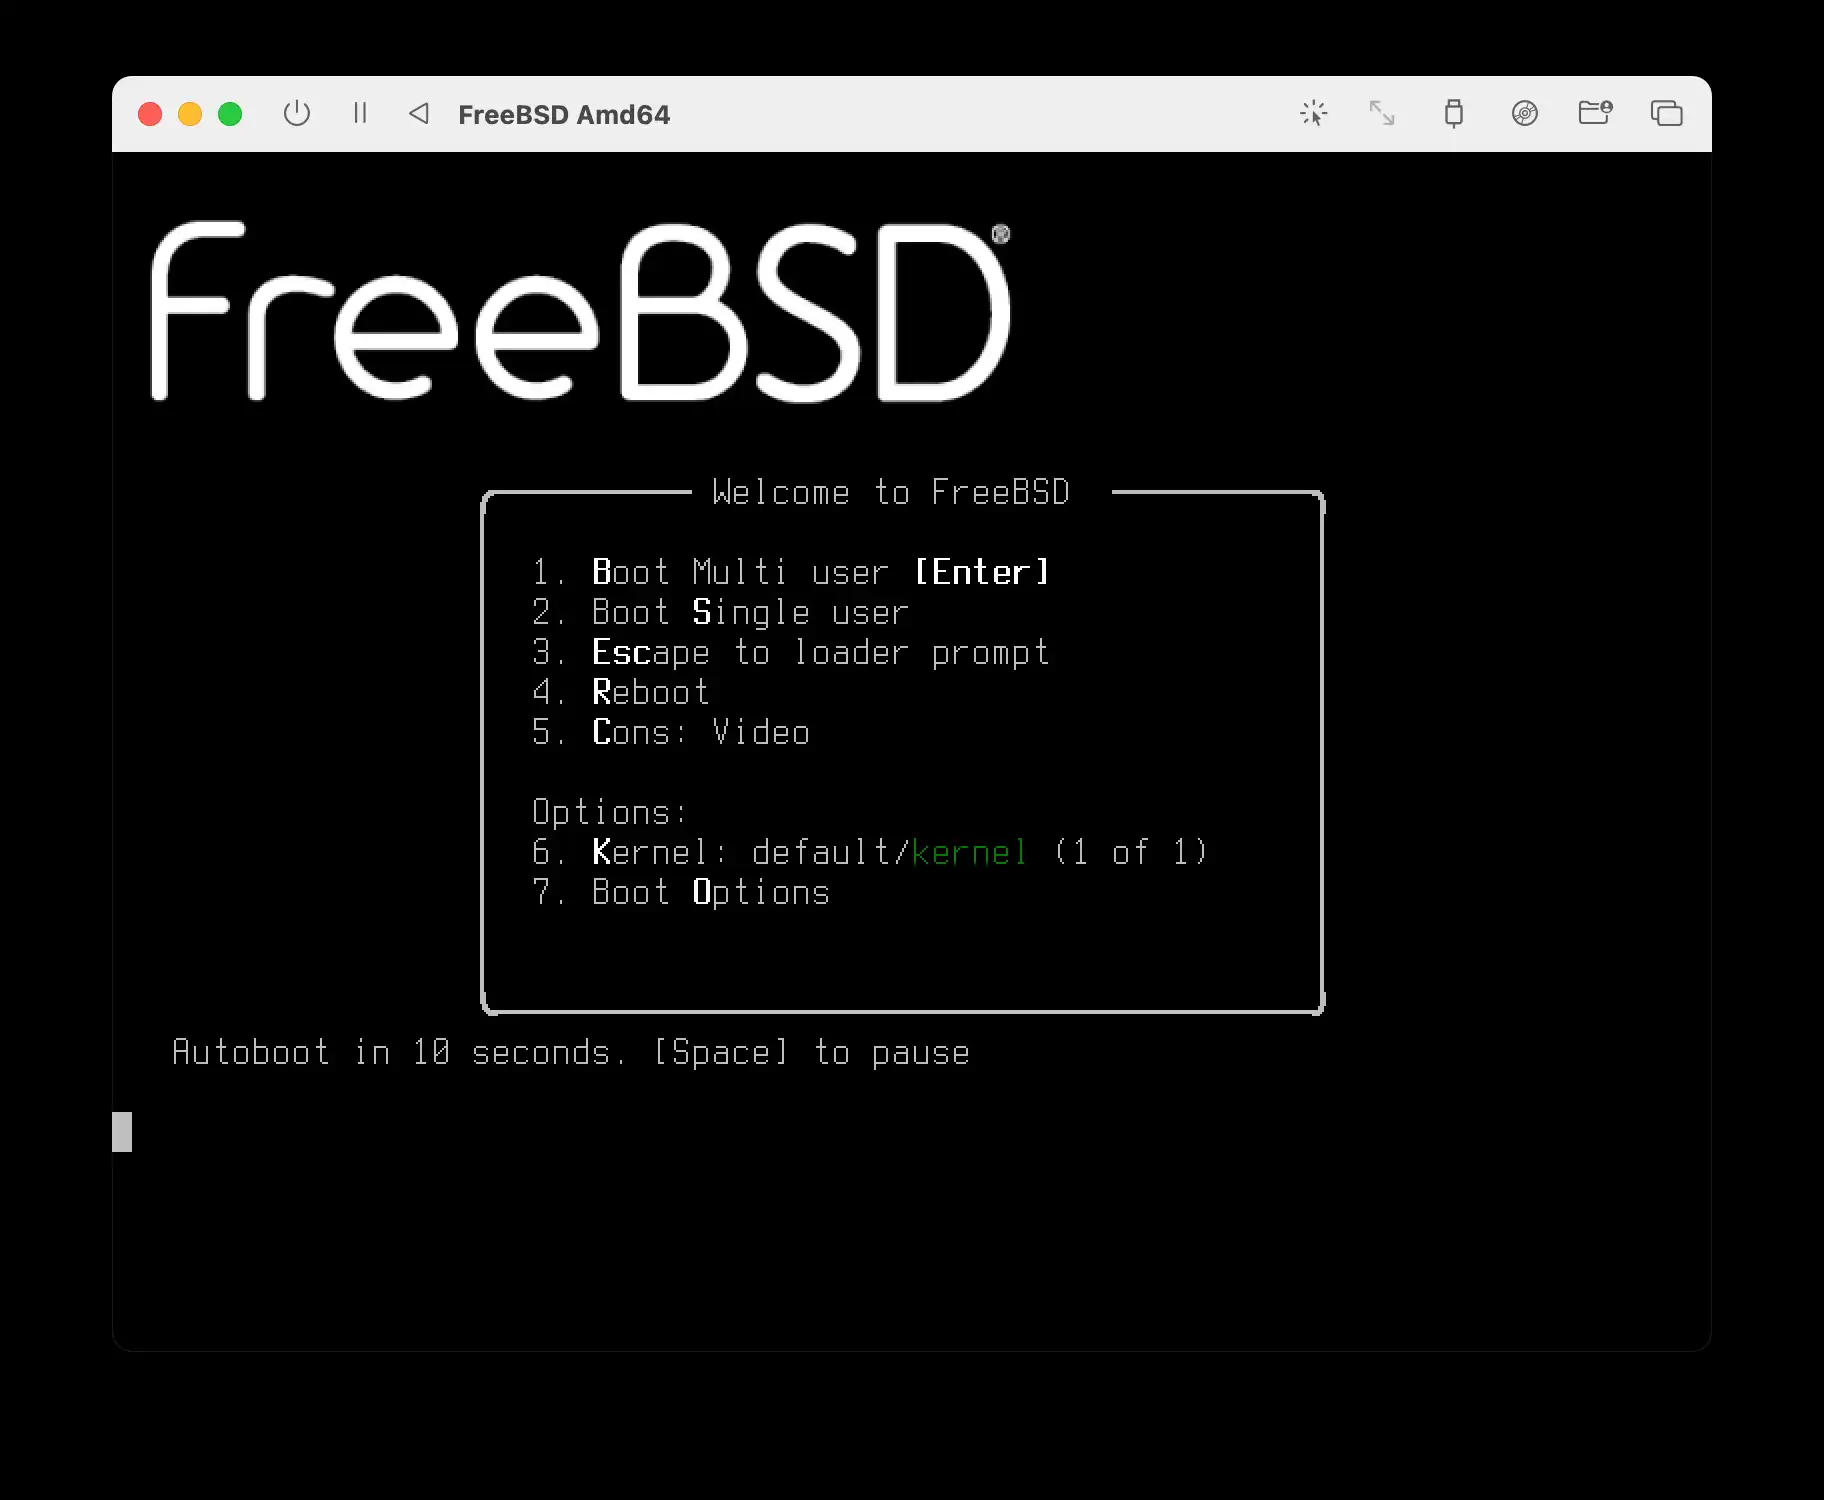 FreeBSD Amd64
FreeBSD®
Welcome to FreeBSD
1. Boot Multi user [Enter]
2. Boot Single user
3. Escape to loader prompt
4. Reboot
5. Cons: Video
Options:
6. Kernel: default/kernel (1 of 1)
7. Boot Options
Autoboot in 10 seconds. [Space] to pause